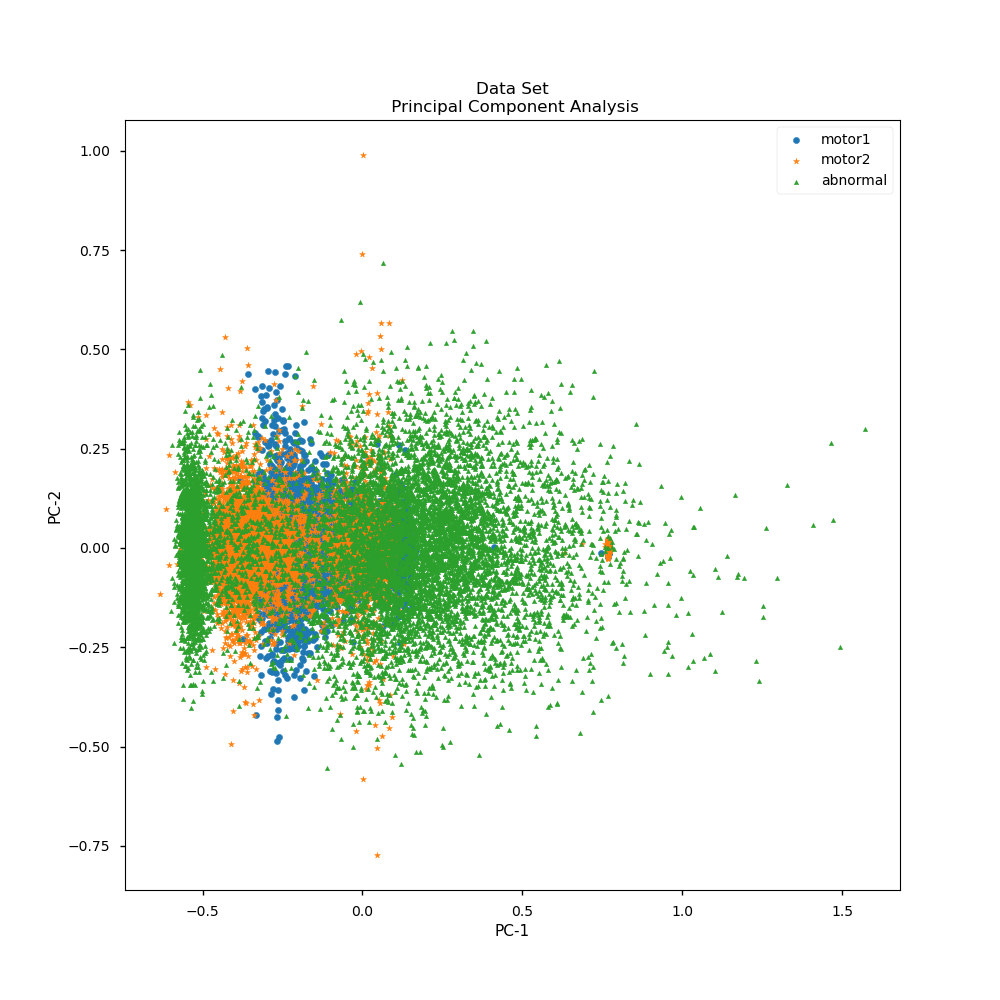 Data Set
Principal Component Analysis
motor1
motor2
abnormal
1.00
0.75
0.50
0.25
0.00
−0.25
−0.50
−0.75
PC-2
−0.5
0.0
0.5
1.0
1.5
PC-1